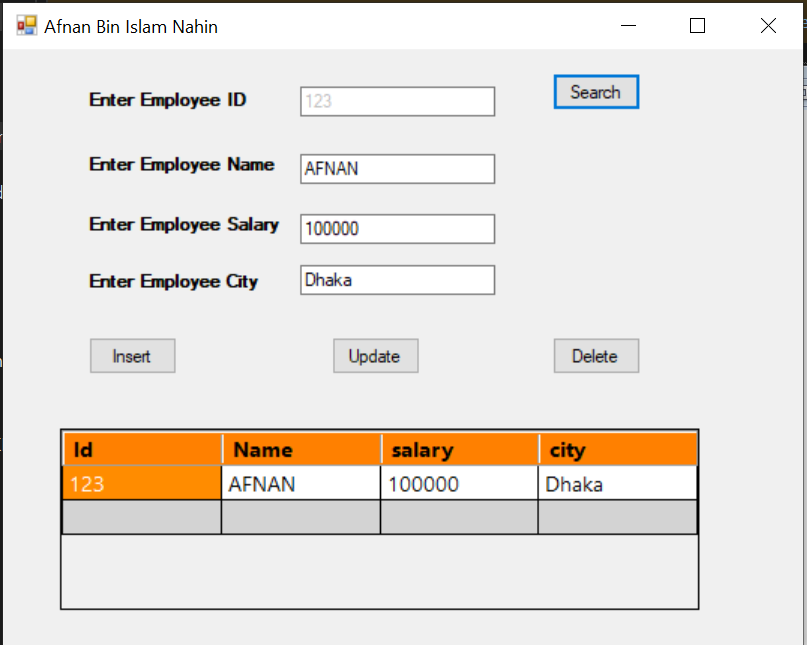 Afnan Bin Islam Nahin
Enter Employee ID 123 Search
Enter Employee Name AFNAN
Enter Employee Salary 100000
Enter Employee City Dhaka
Insert Update Delete
Id Name salary city
123 AFNAN 100000 Dhaka